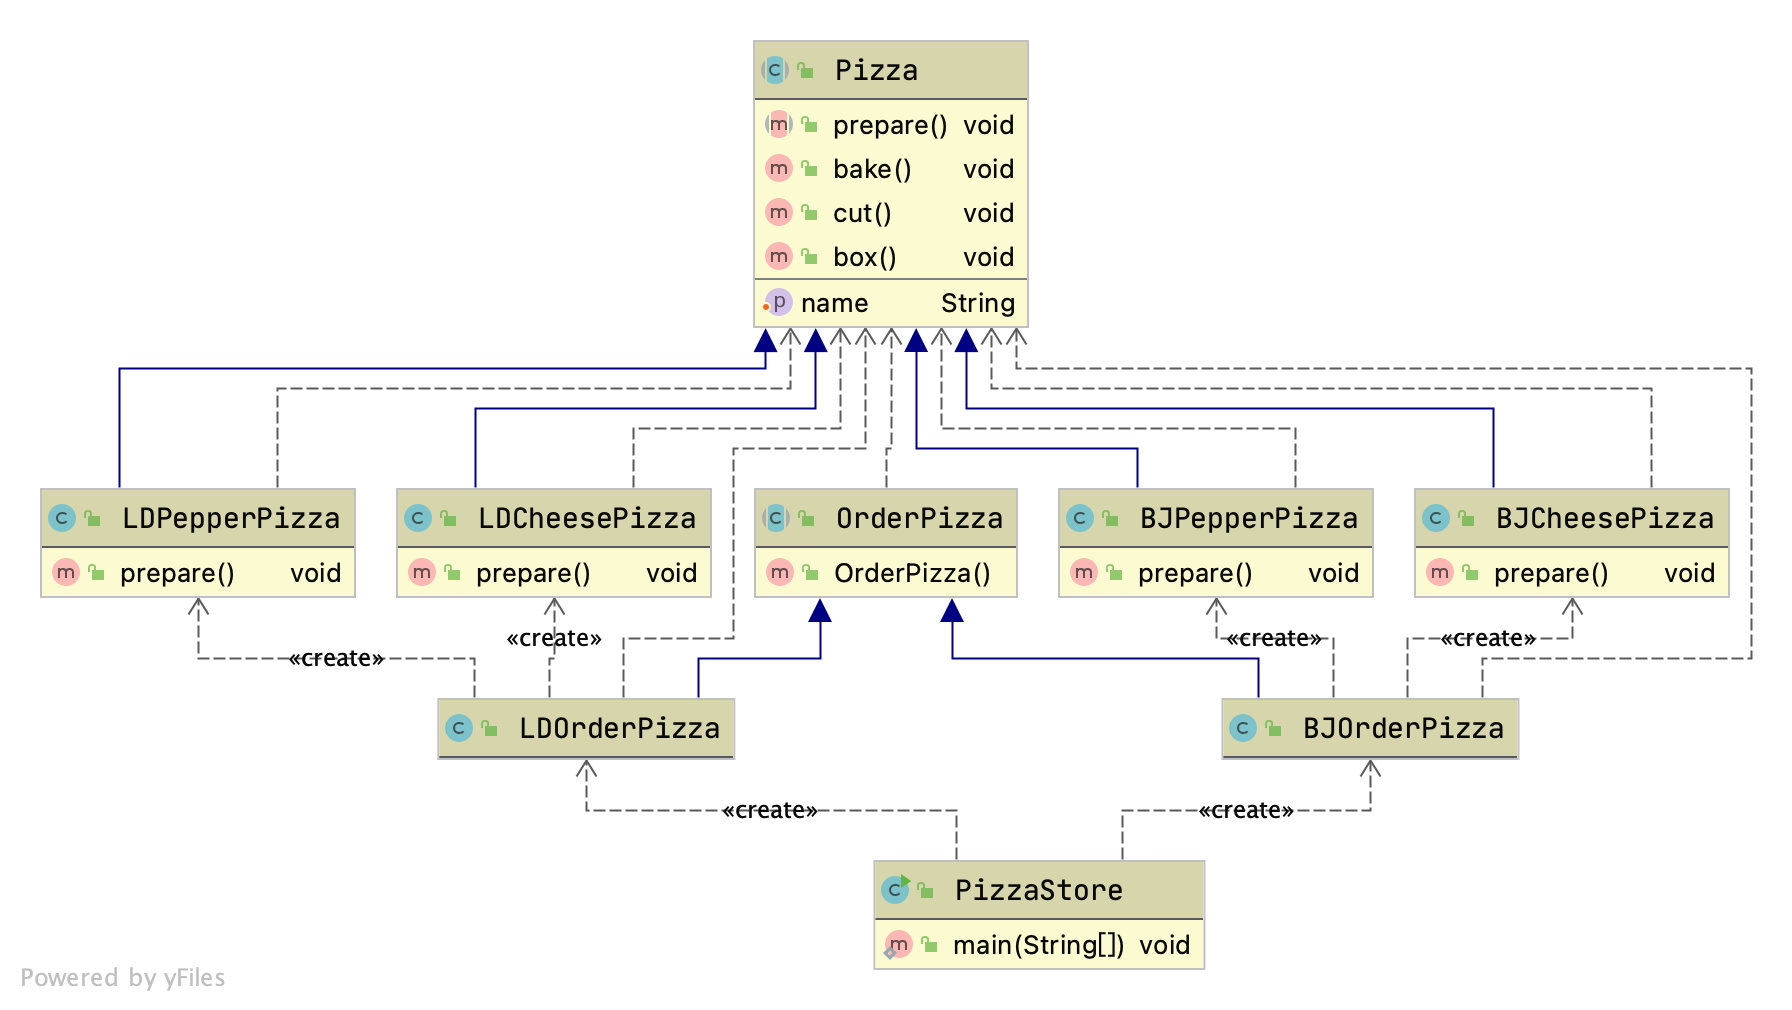 Pizza
prepare() void
bake() void
cut() void
box() void
name String
LDPepperPizza
prepare() void
LDCheesePizza
prepare() void
OrderPizza
OrderPizza()
BJPepperPizza
prepare() void
BJCheesePizza
prepare() void
«create»
«create»
«create»
«create»
LDOrderPizza
BJOrderPizza
«create»
«create»
PizzaStore
main(String[]) void
Powered by yFiles